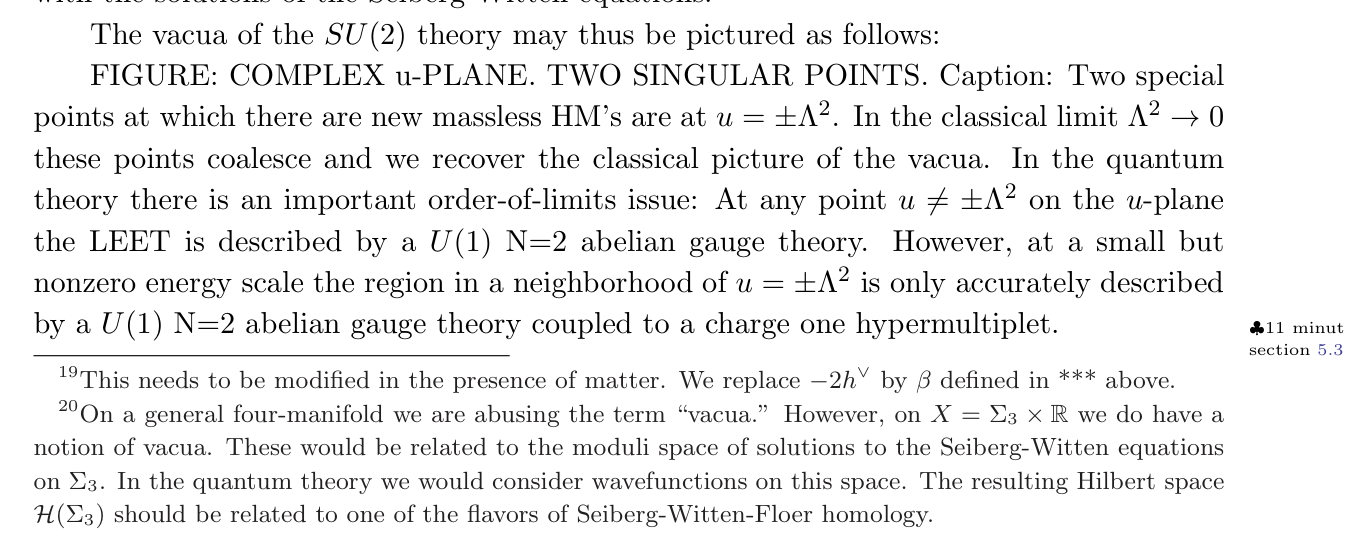 with the solutions of the Seiberg-Witten equations.
The vacua of the SU(2) theory may thus be pictured as follows:
FIGURE: COMPLEX u-PLANE. TWO SINGULAR POINTS. Caption: Two special
points at which there are new massless HM's are at u = ±Λ². In the classical limit Λ² → 0
these points coalesce and we recover the classical picture of the vacua. In the quantum
theory there is an important order-of-limits issue: At any point u ≠ ±Λ² on the u-plane
the LEET is described by a U(1) N=2 abelian gauge theory. However, at a small but
nonzero energy scale the region in a neighborhood of u = ±Λ² is only accurately described
by a U(1) N=2 abelian gauge theory coupled to a charge one hypermultiplet.
♣11 minut
section 5.3
¹⁹This needs to be modified in the presence of matter. We replace −2h^∨ by β defined in *** above.
²⁰On a general four-manifold we are abusing the term “vacua.” However, on X = Σ₃ × ℝ we do have a
notion of vacua. These would be related to the moduli space of solutions to the Seiberg-Witten equations
on Σ₃. In the quantum theory we would consider wavefunctions on this space. The resulting Hilbert space
ℋ(Σ₃) should be related to one of the flavors of Seiberg-Witten-Floer homology.